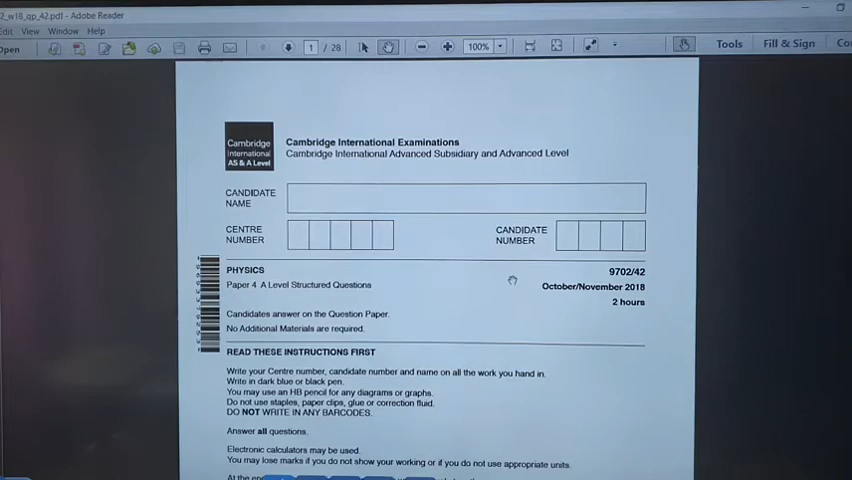 2_w18_qp_42.pdf - Adobe Reader
Edit View Window Help
Open 1 / 28 100% Tools Fill & Sign
Cambridge
International
AS & A Level
Cambridge International Examinations
Cambridge International Advanced Subsidiary and Advanced Level
CANDIDATE
NAME
CENTRE
NUMBER
CANDIDATE
NUMBER
PHYSICS 9702/42
Paper 4 A Level Structured Questions October/November 2018
2 hours
Candidates answer on the Question Paper.
No Additional Materials are required.
READ THESE INSTRUCTIONS FIRST
Write your Centre number, candidate number and name on all the work you hand in.
Write in dark blue or black pen.
You may use an HB pencil for any diagrams or graphs.
Do not use staples, paper clips, glue or correction fluid.
DO NOT WRITE IN ANY BARCODES.
Answer all questions.
Electronic calculators may be used.
You may lose marks if you do not show your working or if you do not use appropriate units.
At the